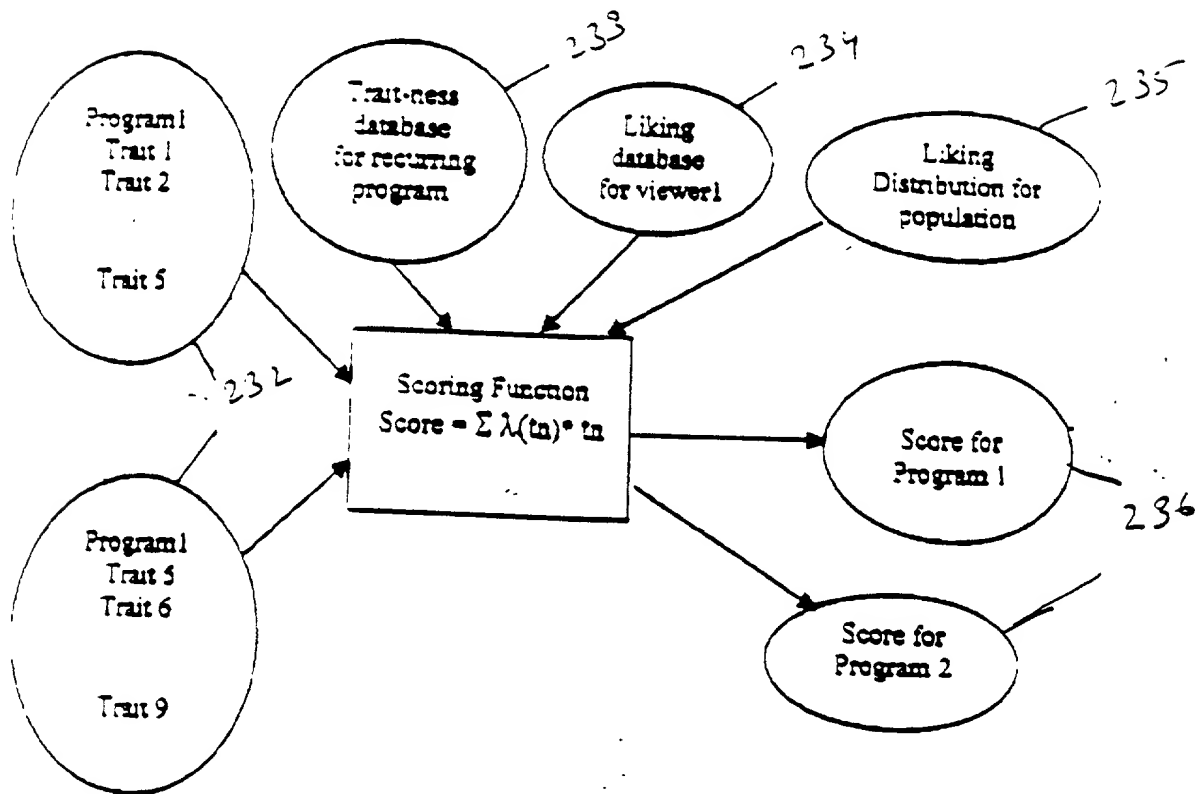 Program1
Trait 1
Trait 2
Trait 5
Trait-ness
database
for recurring
program
233
Liking
database
for viewer1
234
Liking
Distribution for
population
235
232
Scoring Function
Score = Σ λ(tn)* tn
Program1
Trait 5
Trait 6
Trait 9
Score for
Program 1
236
Score for
Program 2